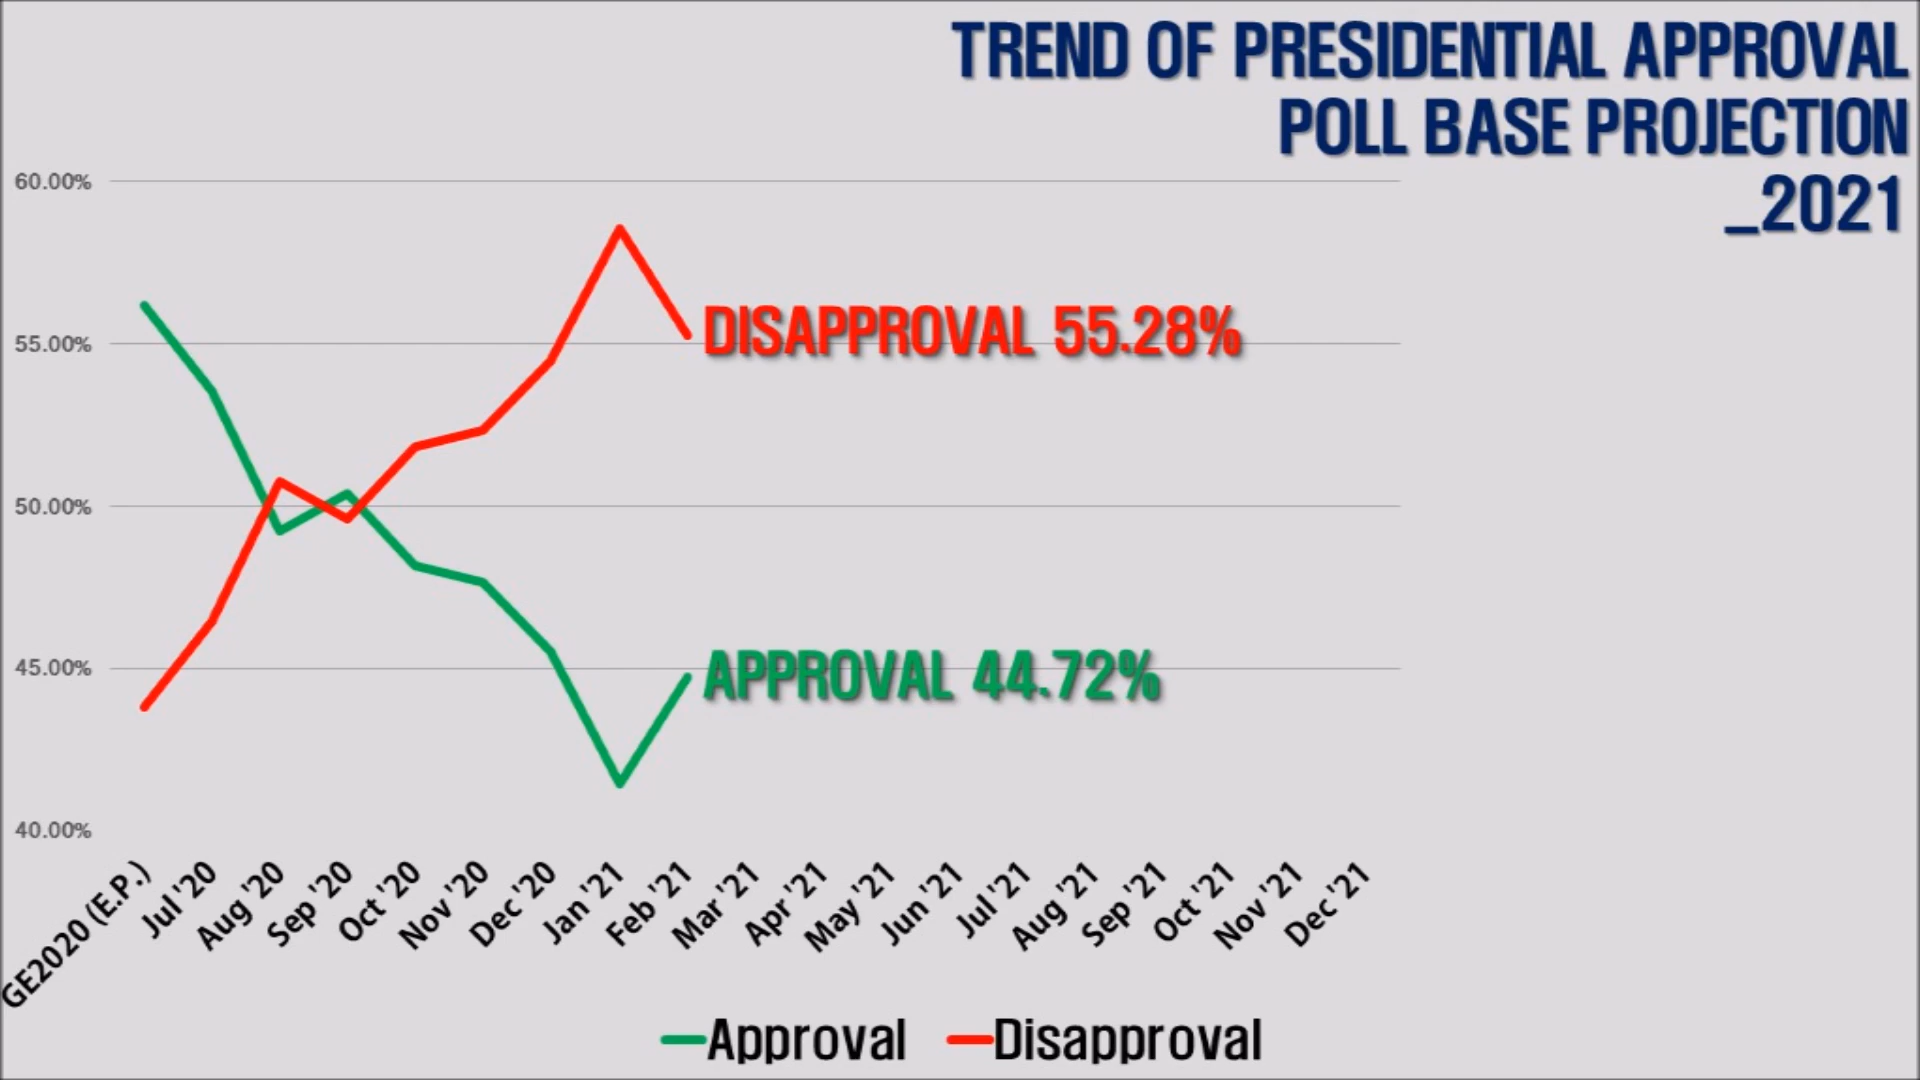 TREND OF PRESIDENTIAL APPROVAL
POLL BASE PROJECTION
_2021
60.00%
55.00%
50.00%
45.00%
40.00%
DISAPPROVAL 55.28%
APPROVAL 44.72%
GE2020 (E.P.)
Jul '20
Aug '20
Sep '20
Oct '20
Nov '20
Dec '20
Jan '21
Feb '21
Mar '21
Apr '21
May '21
Jun '21
Jul '21
Aug '21
Sep '21
Oct '21
Nov '21
Dec '21
Approval
Disapproval